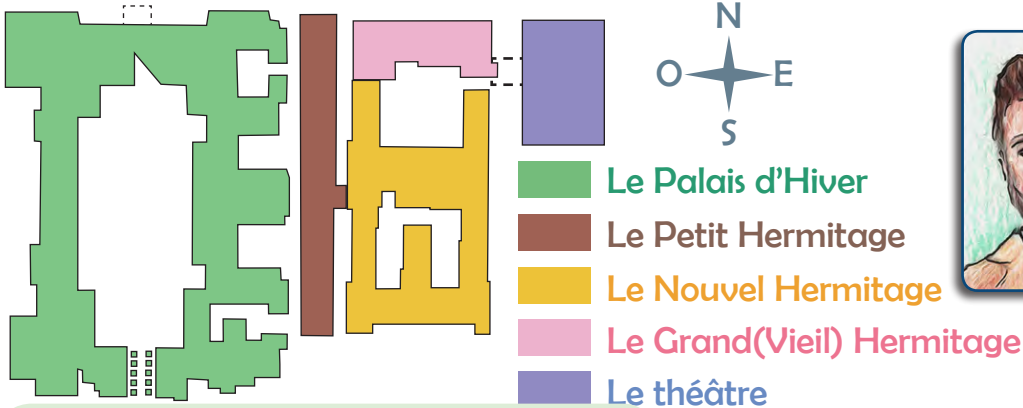 N
O E
S
Le Palais d'Hiver
Le Petit Hermitage
Le Nouvel Hermitage
Le Grand(Vieil) Hermitage
Le théâtre